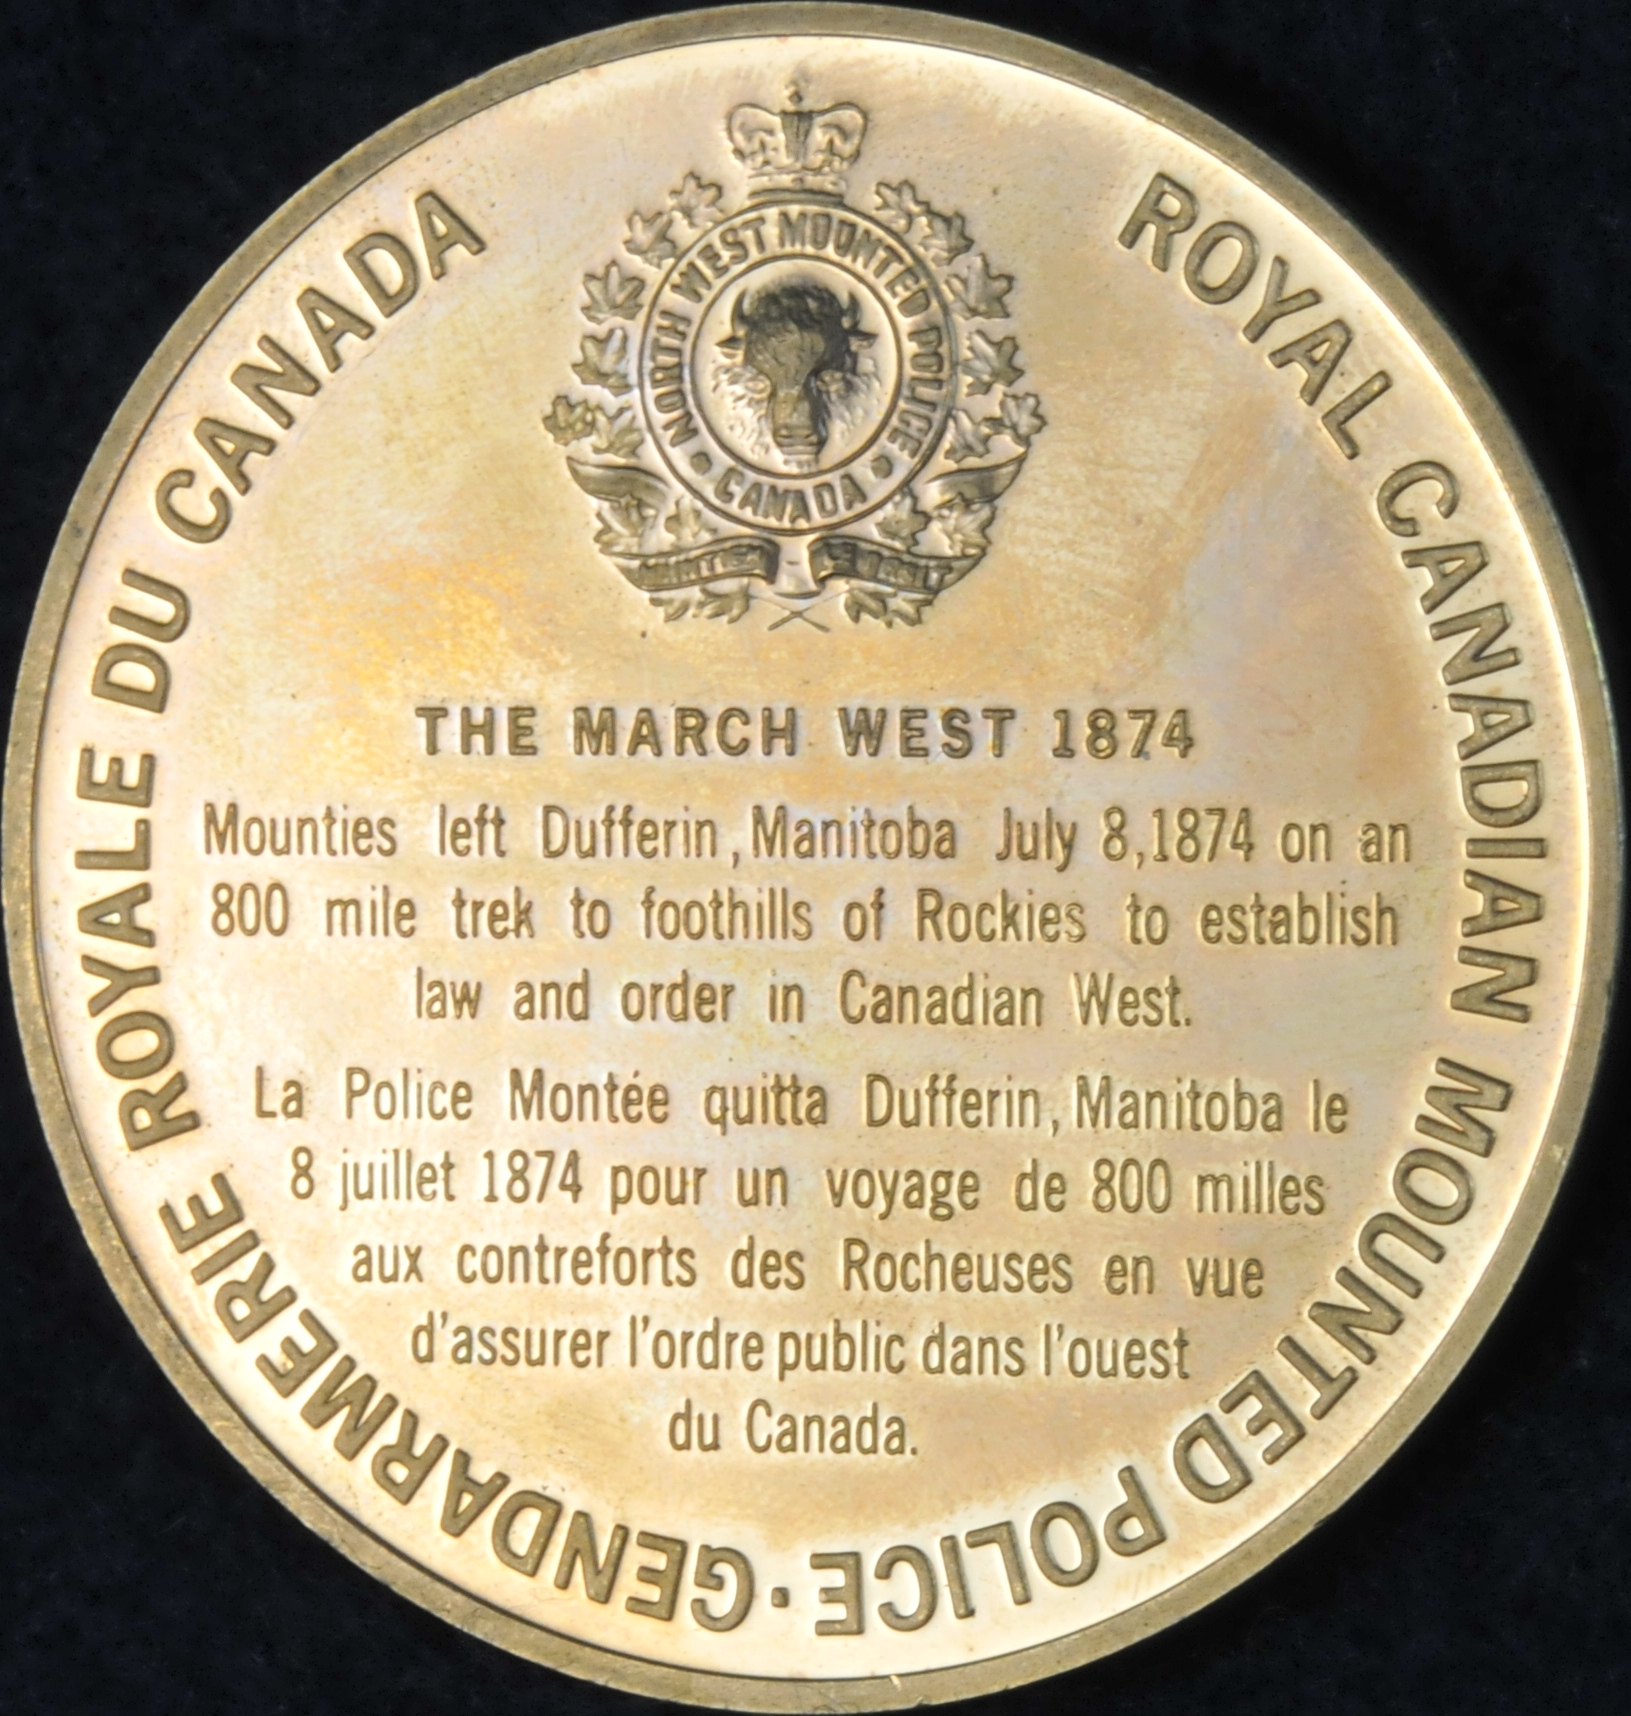 ROYAL CANADIAN MOUNTED POLICE · GENDARMERIE ROYALE DU CANADA
NORTH WEST MOUNTED POLICE
CANADA
MAINTIEN LE DROIT
THE MARCH WEST 1874
Mounties left Dufferin, Manitoba July 8,1874 on an
800 mile trek to foothills of Rockies to establish
law and order in Canadian West.
La Police Montée quitta Dufferin, Manitoba le
8 juillet 1874 pour un voyage de 800 milles
aux contreforts des Rocheuses en vue
d'assurer l'ordre public dans l'ouest
du Canada.